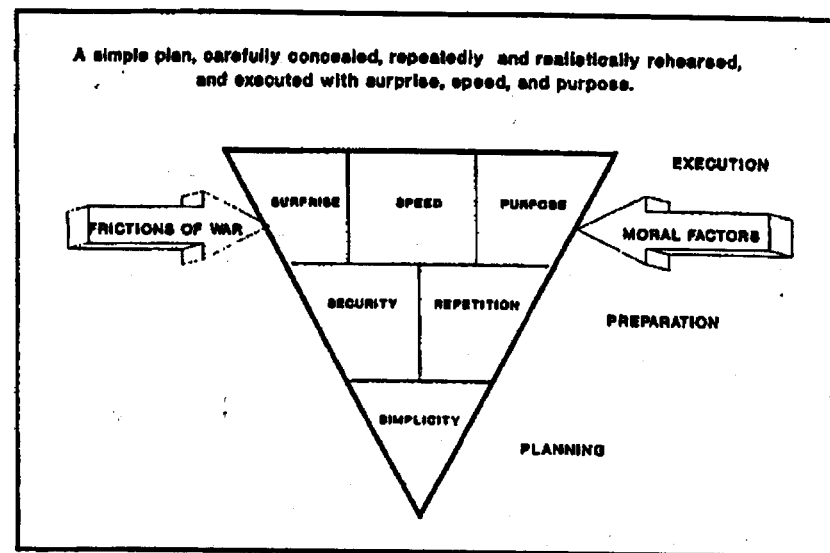 A simple plan, carefully concealed, repeatedly and realistically rehearsed,
and executed with surprise, speed, and purpose.
EXECUTION
SURPRISE SPEED PURPOSE
FRICTIONS OF WAR
MORAL FACTORS
SECURITY REPETITION
PREPARATION
SIMPLICITY
PLANNING